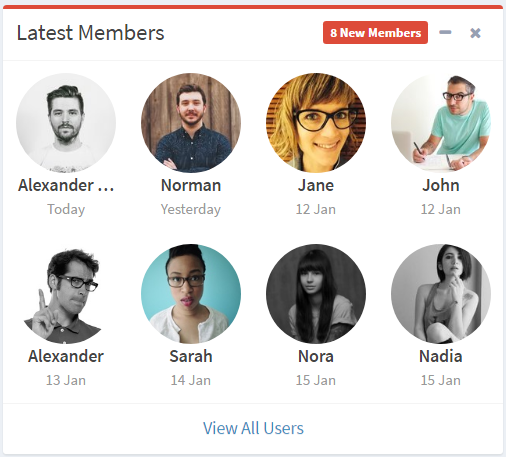 Latest Members
8 New Members
Alexander ...
Norman
Jane
John
Today
Yesterday
12 Jan
12 Jan
Alexander
Sarah
Nora
Nadia
13 Jan
14 Jan
15 Jan
15 Jan
View All Users